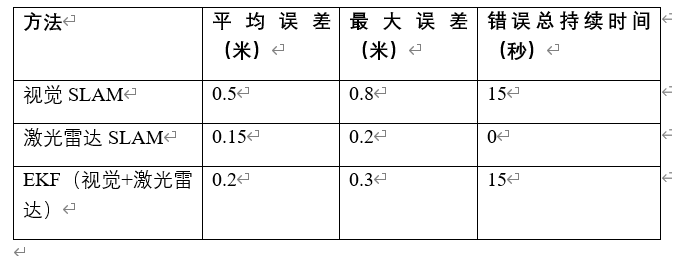 方法 平均误差（米） 最大误差（米） 错误总持续时间（秒）
视觉 SLAM 0.5 0.8 15
激光雷达 SLAM 0.15 0.2 0
EKF（视觉+激光雷达） 0.2 0.3 15